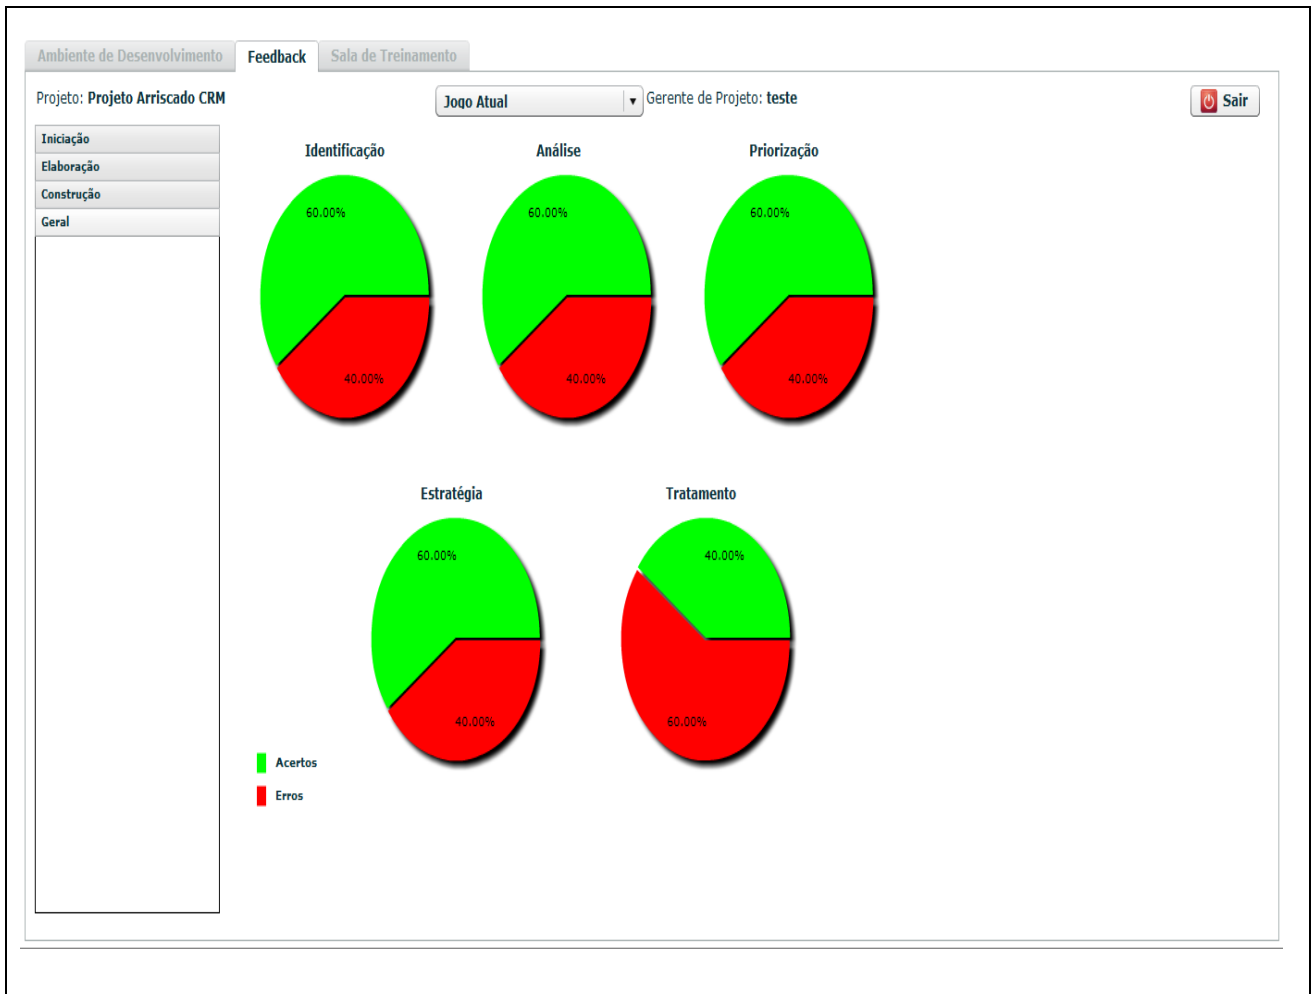 Ambiente de Desenvolvimento Feedback Sala de Treinamento
Projeto: Projeto Arriscado CRM Jogo Atual Gerente de Projeto: teste Sair
Iniciação
Elaboração
Construção
Geral
Identificação Análise Priorização
60.00% 60.00% 60.00%
40.00% 40.00% 40.00%
Estratégia Tratamento
60.00% 40.00%
40.00% 60.00%
Acertos
Erros